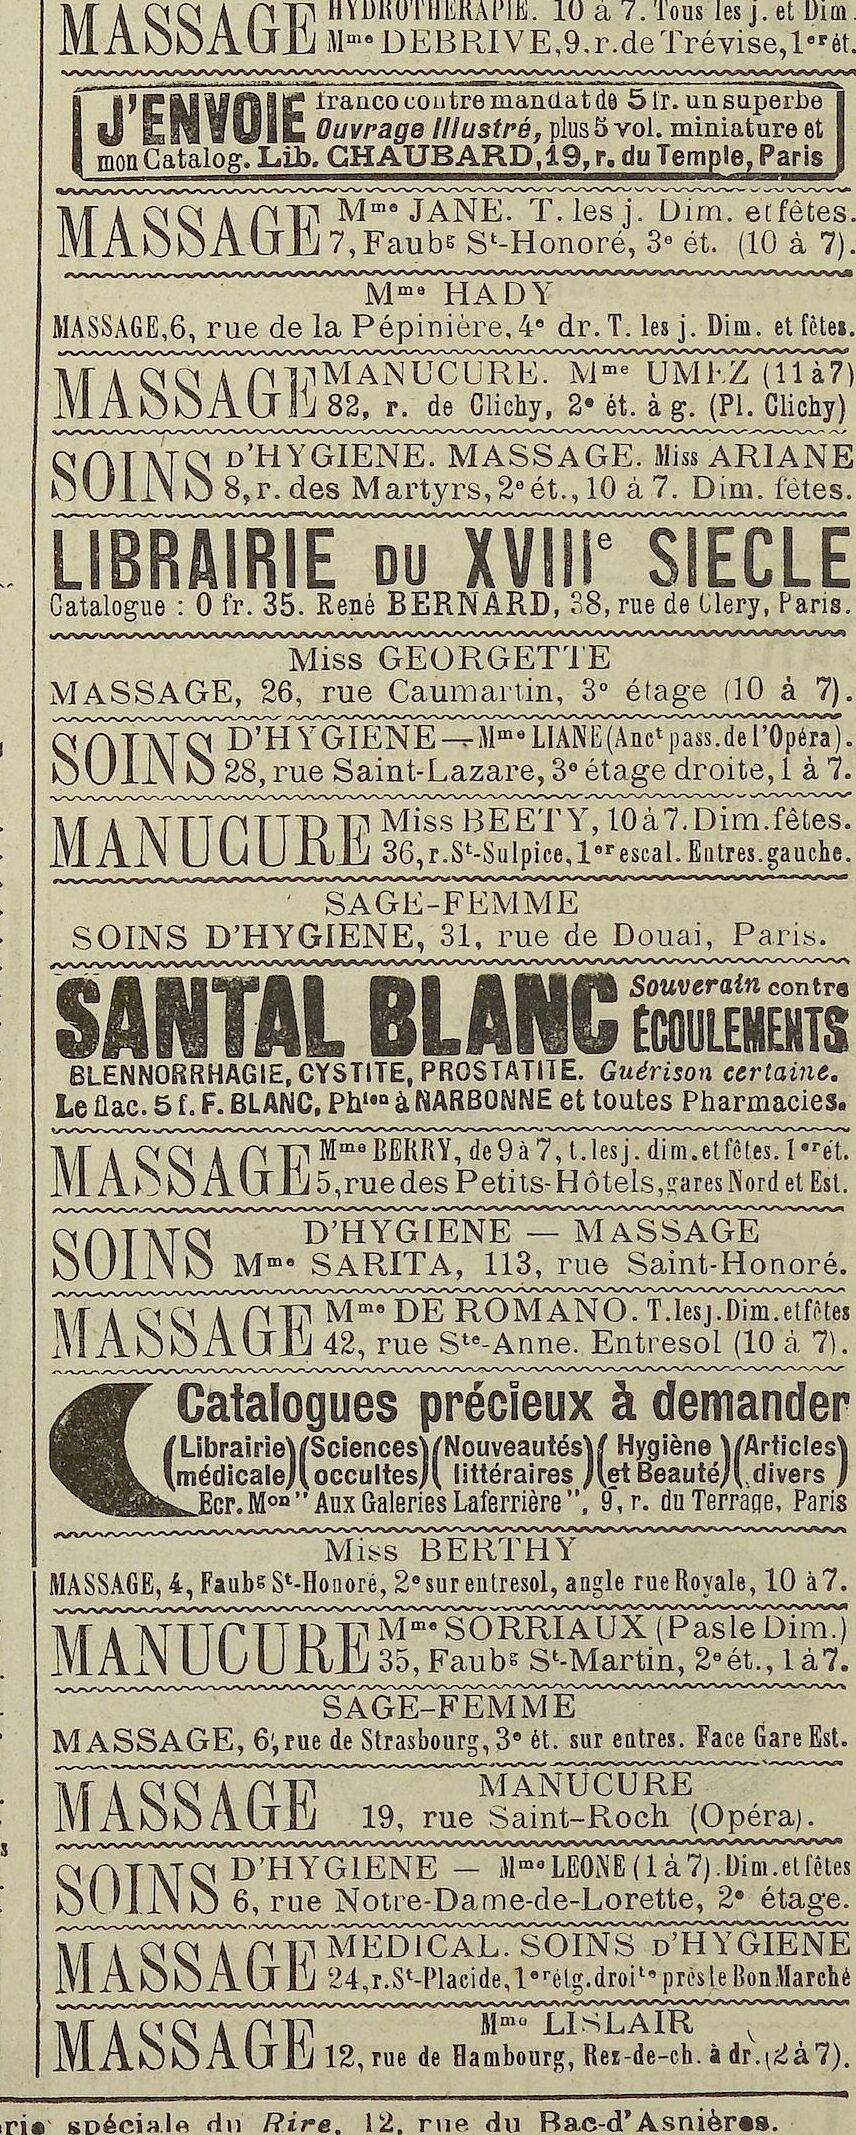 MASSAGE HYDROTHERAPIE. 10 à 7. Tous les j. et Dim.
Mme DEBRIVE, 9, r. de Trévise, 1er ét.
J'ENVOIE franco contre mandat de 5 fr. un superbe
Ouvrage Illustré, plus 5 vol. miniature et
mon Catalog. Lib. CHAUBARD, 19, r. du Temple, Paris
MASSAGE Mme JANE. T. les j. Dim. et fêtes.
7, Faubg St-Honoré, 3e ét. (10 à 7).
Mme HADY
MASSAGE, 6, rue de la Pépinière, 4e dr. T. les j. Dim. et fêtes.
MASSAGE MANUCURE. Mme UMEZ (11 à 7)
82, r. de Clichy, 2e ét. à g. (Pl. Clichy)
SOINS D'HYGIENE. MASSAGE. Miss ARIANE
8, r. des Martyrs, 2e ét., 10 à 7. Dim. fêtes.
LIBRAIRIE DU XVIIIe SIECLE
Catalogue : 0 fr. 35. René BERNARD, 38, rue de Clery, Paris.
Miss GEORGETTE
MASSAGE, 26, rue Caumartin, 3e étage (10 à 7).
SOINS D'HYGIENE — Mme LIANE (Anct pass. de l'Opéra).
28, rue Saint-Lazare, 3e étage droite, 1 à 7.
MANUCURE Miss BEETY, 10 à 7. Dim. fêtes.
36, r. St-Sulpice, 1er escal. Entres. gauche.
SAGE-FEMME
SOINS D'HYGIENE, 31, rue de Douai, Paris.
SANTAL BLANC Souverain contre
ÉCOULEMENTS
BLENNORRHAGIE, CYSTITE, PROSTATITE. Guérison certaine.
Le flac. 5 f. F. BLANC, Phien à NARBONNE et toutes Pharmacies.
MASSAGE Mme BERRY, de 9 à 7, t. les j. dim. et fêtes. 1er ét.
5, rue des Petits-Hôtels, gares Nord et Est.
SOINS D'HYGIENE — MASSAGE
Mme SARITA, 113, rue Saint-Honoré.
MASSAGE Mme DE ROMANO. T. les j. Dim. et fêtes
42, rue Ste-Anne. Entresol (10 à 7).
Catalogues précieux à demander
(Librairie) (Sciences) (Nouveautés) ( Hygiène ) (Articles)
(médicale) ( occultes) ( littéraires ) (et Beauté) ( divers )
Ecr. Mon " Aux Galeries Laferrière ", 9, r. du Terrage, Paris
Miss BERTHY
MASSAGE, 4, Faubg St-Honoré, 2e sur entresol, angle rue Royale, 10 à 7.
MANUCURE Mme SORRIAUX (Pas le Dim.)
35, Faubg St-Martin, 2e ét., 1 à 7.
SAGE-FEMME
MASSAGE, 6, rue de Strasbourg, 3e ét. sur entres. Face Gare Est.
MASSAGE MANUCURE
19, rue Saint-Roch (Opéra).
SOINS D'HYGIENE — Mme LEONE (1 à 7). Dim. et fêtes
6, rue Notre-Dame-de-Lorette, 2e étage.
MASSAGE MEDICAL. SOINS D'HYGIENE
24, r. St-Placide, 1er étg. droite près le Bon Marché
MASSAGE Mme LISLAIR
12, rue de Hambourg, Rez-de-ch. à dr. (2 à 7).
spéciale du Rire, 12, rue du Bac-d'Asnières.